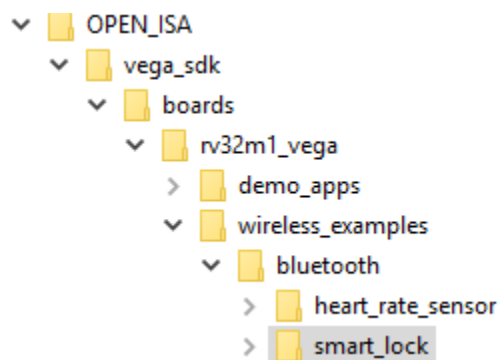 OPEN_ISA
vega_sdk
boards
rv32m1_vega
demo_apps
wireless_examples
bluetooth
heart_rate_sensor
smart_lock